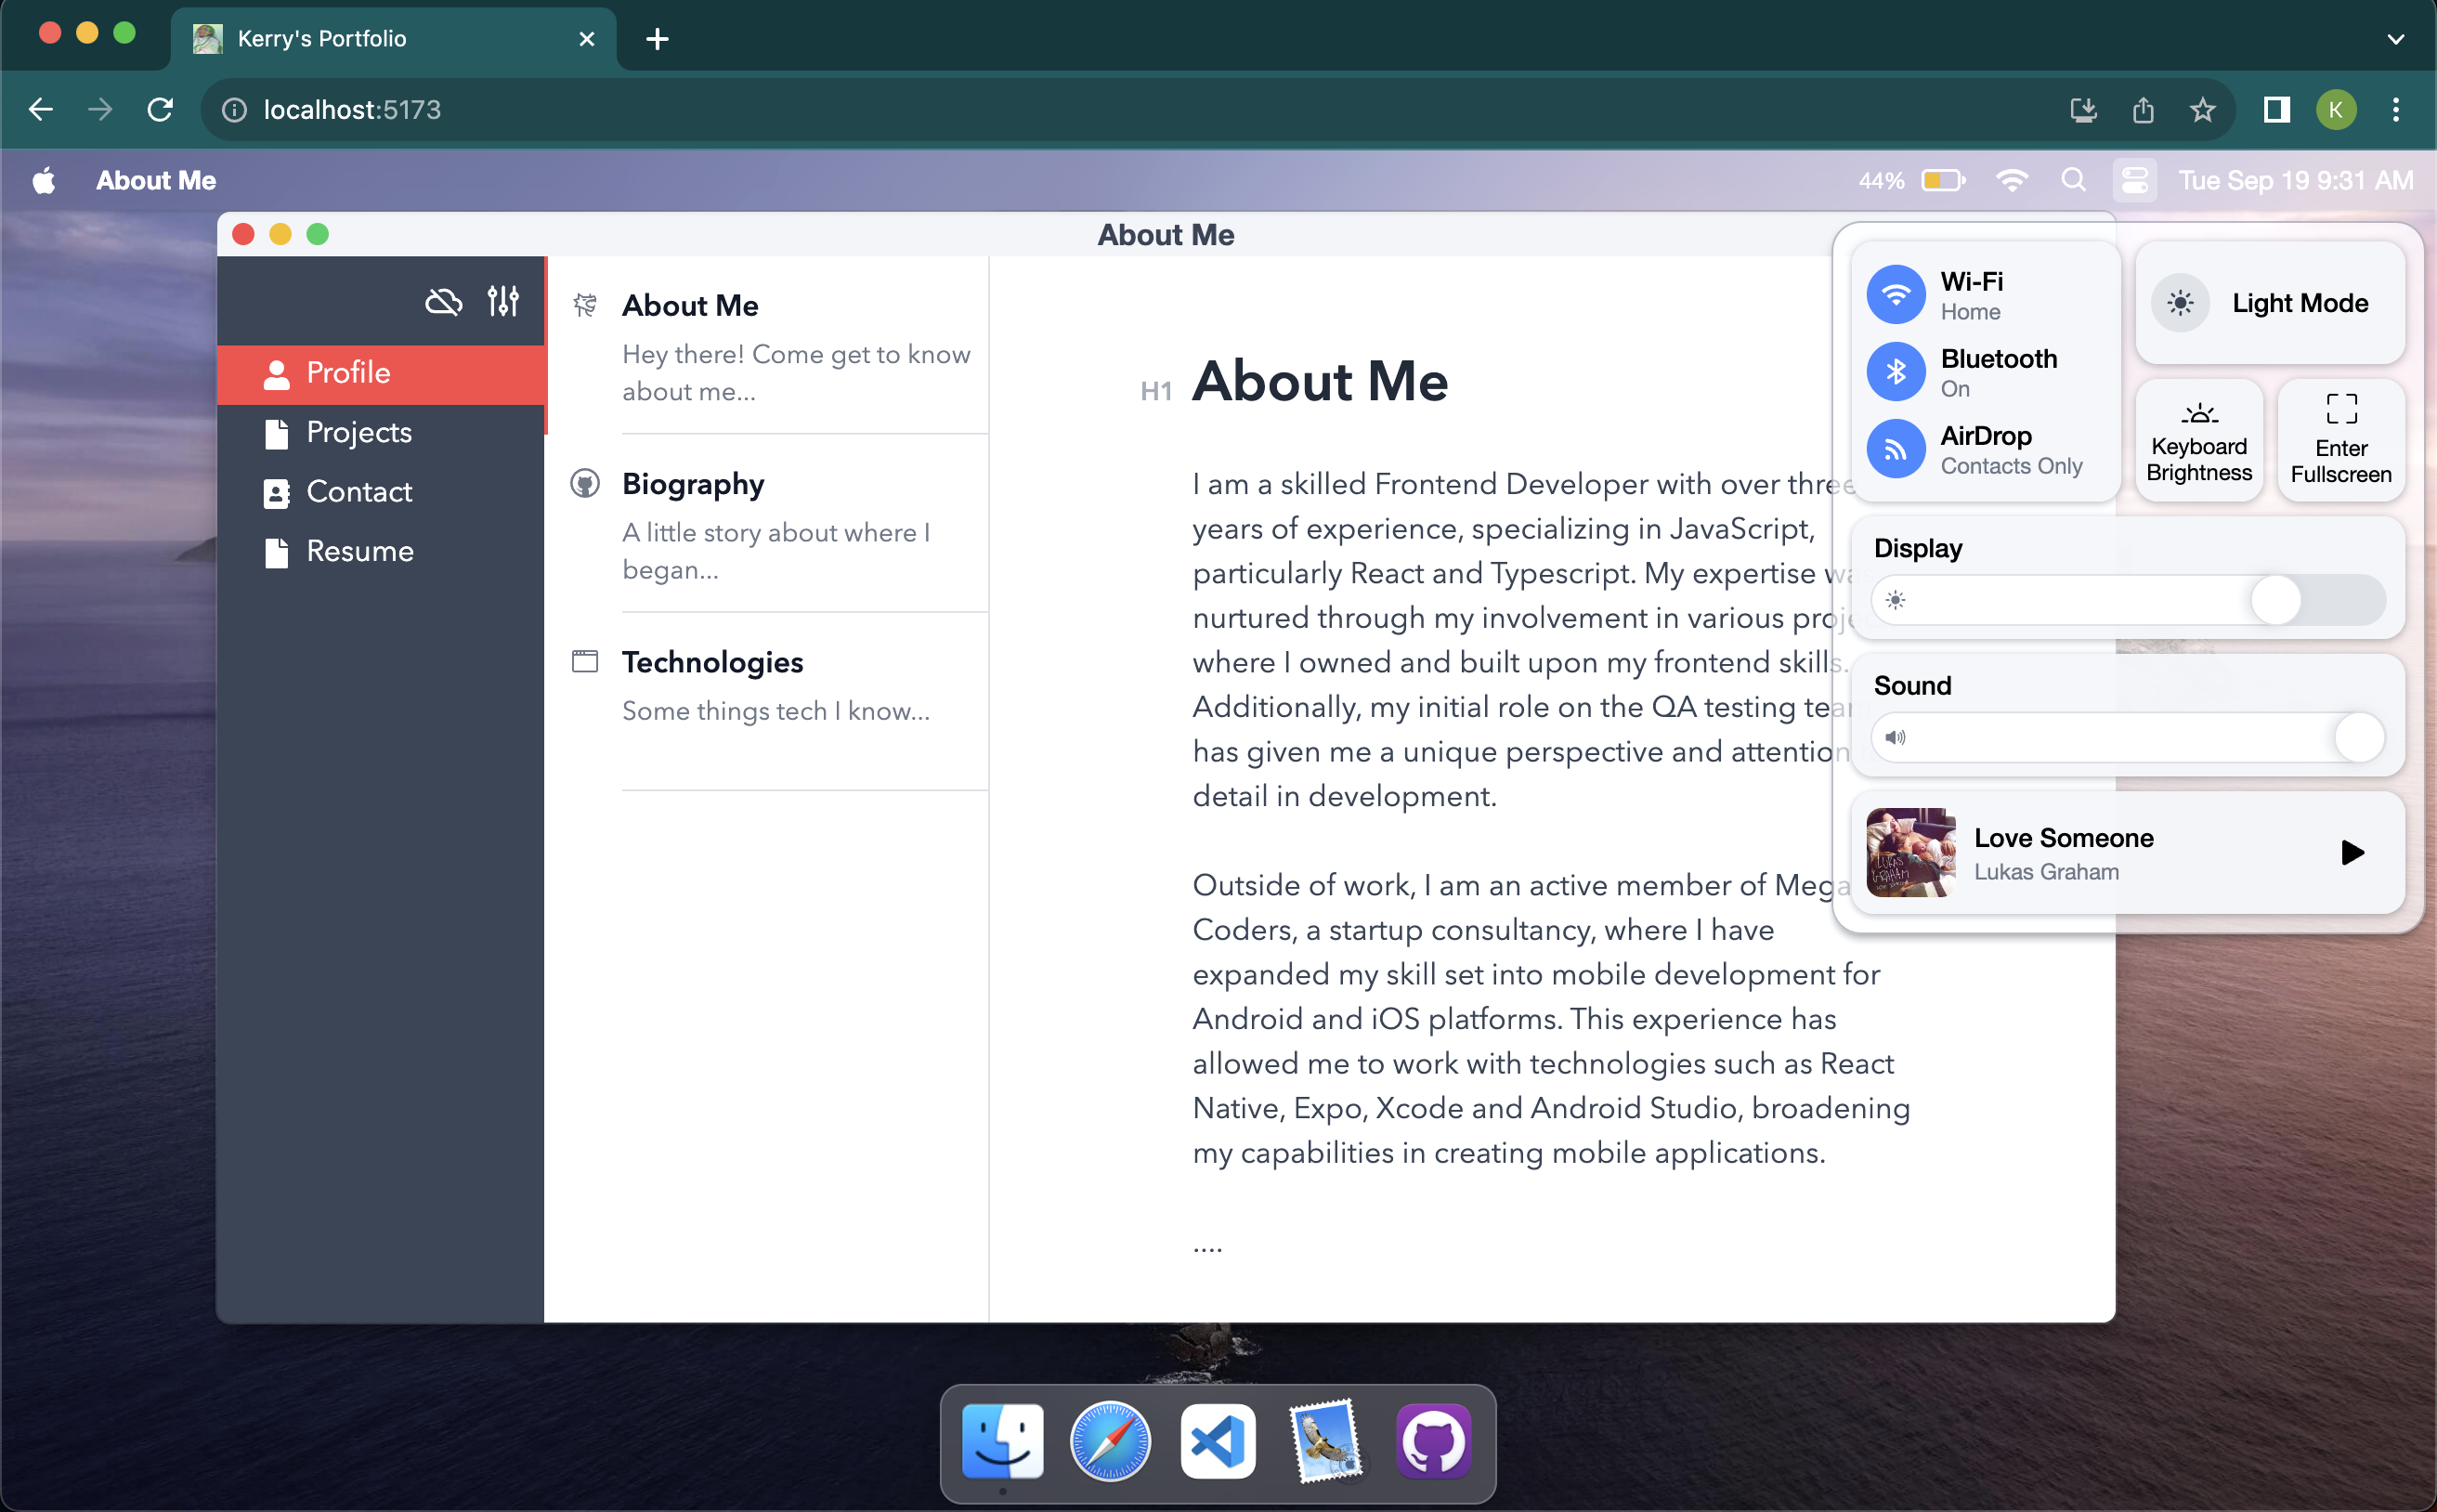 Kerry's Portfolio
localhost:5173
K
About Me
44%
Tue Sep 19 9:31 AM
About Me
Profile
Projects
Contact
Resume
About Me
Hey there! Come get to know
about me...
Biography
A little story about where I
began...
Technologies
Some things tech I know...
H1 About Me
I am a skilled Frontend Developer with over three
years of experience, specializing in JavaScript,
particularly React and Typescript. My expertise was
nurtured through my involvement in various
where I owned and built upon my frontend skills.
Additionally, my initial role on the QA testing team
has given me a unique perspective and attention
detail in development.
Outside of work, I am an active member of Mega
Coders, a startup consultancy, where I have
expanded my skill set into mobile development for
Android and iOS platforms. This experience has
allowed me to work with technologies such as React
Native, Expo, Xcode and Android Studio, broadening
my capabilities in creating mobile applications.
....
Wi-Fi
Home
Bluetooth
On
AirDrop
Contacts Only
Light Mode
Keyboard
Brightness
Enter
Fullscreen
Display
Sound
LUKAS
GRAHAM
Love Someone
Lukas Graham